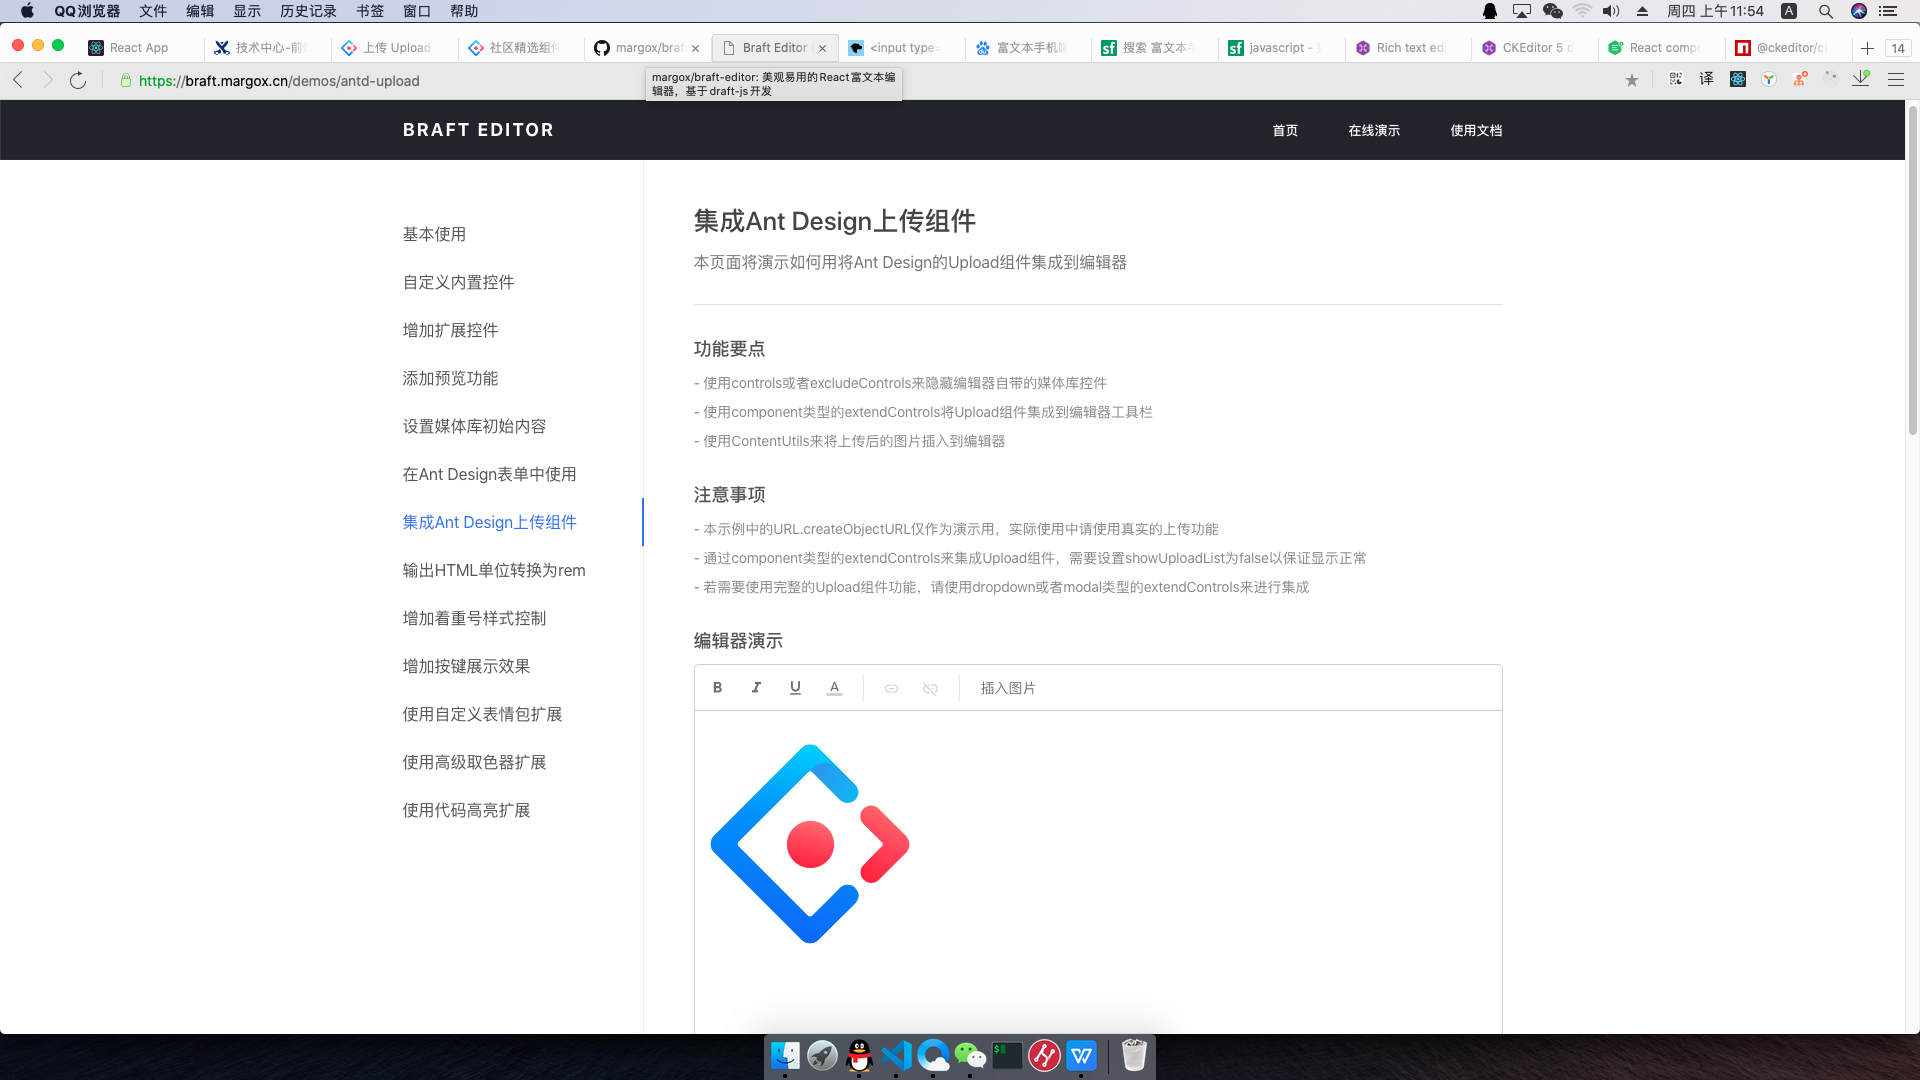 QQ浏览器 文件 编辑 显示 历史记录 书签 窗口 帮助
周四 上午11:54 A
React App
技术中心-前
上传 Upload
社区精选组件
margox/braf
Braft Editor
<input type=
富文本手机端
搜索 富文本手
javascript -
Rich text edi
CKEditor 5 d
React compo
@ckeditor/c
14
https://braft.margox.cn/demos/antd-upload
译
margox/braft-editor: 美观易用的React富文本编
辑器，基于draft-js开发
BRAFT EDITOR
首页 在线演示 使用文档
基本使用
自定义内置控件
增加扩展控件
添加预览功能
设置媒体库初始内容
在Ant Design表单中使用
集成Ant Design上传组件
输出HTML单位转换为rem
增加着重号样式控制
增加按键展示效果
使用自定义表情包扩展
使用高级取色器扩展
使用代码高亮扩展
集成Ant Design上传组件
本页面将演示如何用将Ant Design的Upload组件集成到编辑器
功能要点
- 使用controls或者excludeControls来隐藏编辑器自带的媒体库控件
- 使用component类型的extendControls将Upload组件集成到编辑器工具栏
- 使用ContentUtils来将上传后的图片插入到编辑器
注意事项
- 本示例中的URL.createObjectURL仅作为演示用，实际使用中请使用真实的上传功能
- 通过component类型的extendControls来集成Upload组件，需要设置showUploadList为false以保证显示正常
- 若需要使用完整的Upload组件功能，请使用dropdown或者modal类型的extendControls来进行集成
编辑器演示
B I U A 插入图片